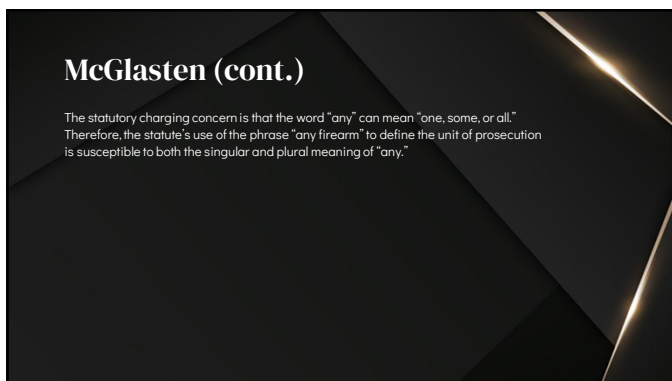 McGlasten (cont.)
The statutory charging concern is that the word “any” can mean “one, some, or all.”
Therefore, the statute’s use of the phrase “any firearm” to define the unit of prosecution
is susceptible to both the singular and plural meaning of “any.”